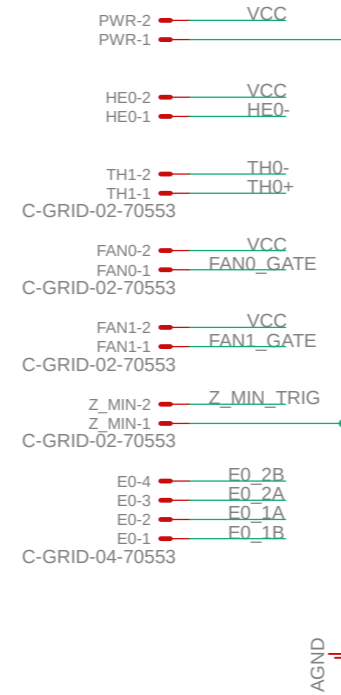 PWR-2 VCC
PWR-1
HE0-2 VCC
HE0-1 HE0-
TH1-2 TH0-
TH1-1 TH0+
C-GRID-02-70553
FAN0-2 VCC
FAN0-1 FAN0_GATE
C-GRID-02-70553
FAN1-2 VCC
FAN1-1 FAN1_GATE
C-GRID-02-70553
Z_MIN-2 Z_MIN_TRIG
Z_MIN-1
C-GRID-02-70553
E0-4 E0_2B
E0-3 E0_2A
E0-2 E0_1A
E0-1 E0_1B
C-GRID-04-70553
AGND